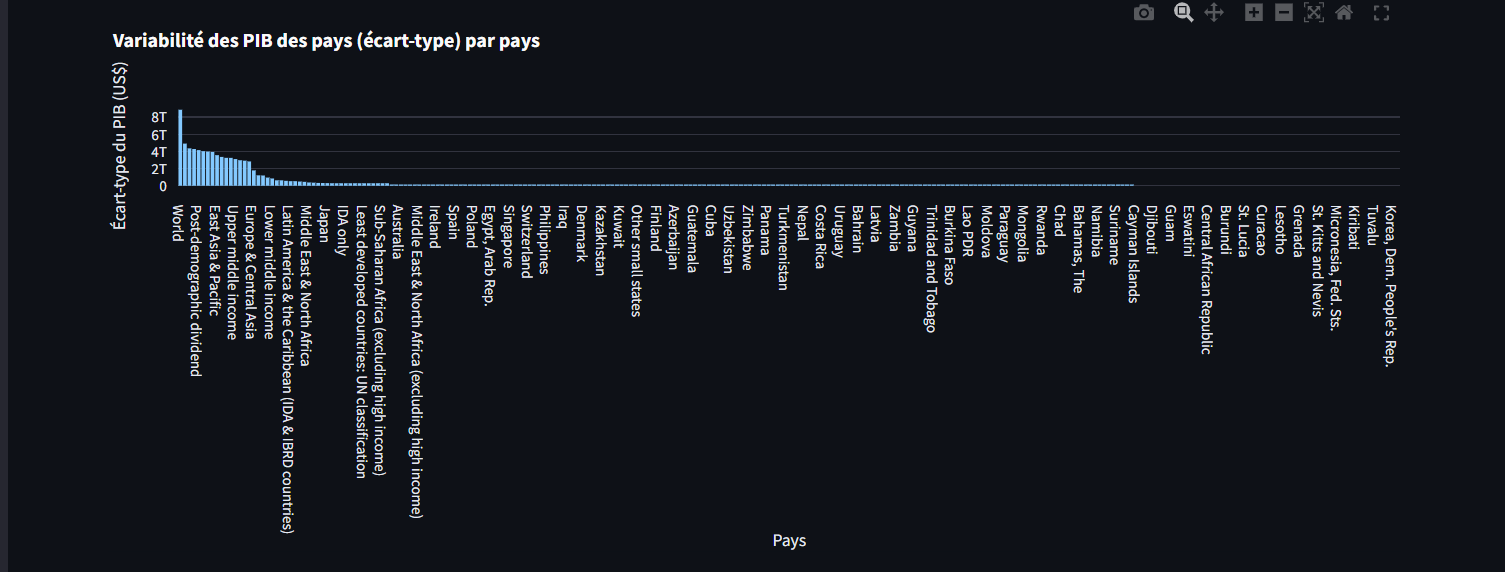 Variabilité des PIB des pays (écart-type) par pays
Écart-type du PIB (US$)
8T
6T
4T
2T
0
World
Post-demographic dividend
East Asia & Pacific
Upper middle income
Europe & Central Asia
Lower middle income
Latin America & the Caribbean (IDA & IBRD countries)
Middle East & North Africa
Japan
IDA only
Least developed countries: UN classification
Sub-Saharan Africa (excluding high income)
Australia
Middle East & North Africa (excluding high income)
Ireland
Spain
Poland
Egypt, Arab Rep.
Singapore
Switzerland
Philippines
Iraq
Denmark
Kazakhstan
Kuwait
Other small states
Finland
Azerbaijan
Guatemala
Cuba
Uzbekistan
Zimbabwe
Panama
Turkmenistan
Nepal
Costa Rica
Uruguay
Bahrain
Latvia
Zambia
Guyana
Trinidad and Tobago
Burkina Faso
Lao PDR
Moldova
Paraguay
Mongolia
Rwanda
Chad
Bahamas, The
Namibia
Suriname
Cayman Islands
Djibouti
Guam
Eswatini
Central African Republic
Burundi
St. Lucia
Curacao
Lesotho
Grenada
St. Kitts and Nevis
Micronesia, Fed. Sts.
Kiribati
Tuvalu
Korea, Dem. People's Rep.
Pays